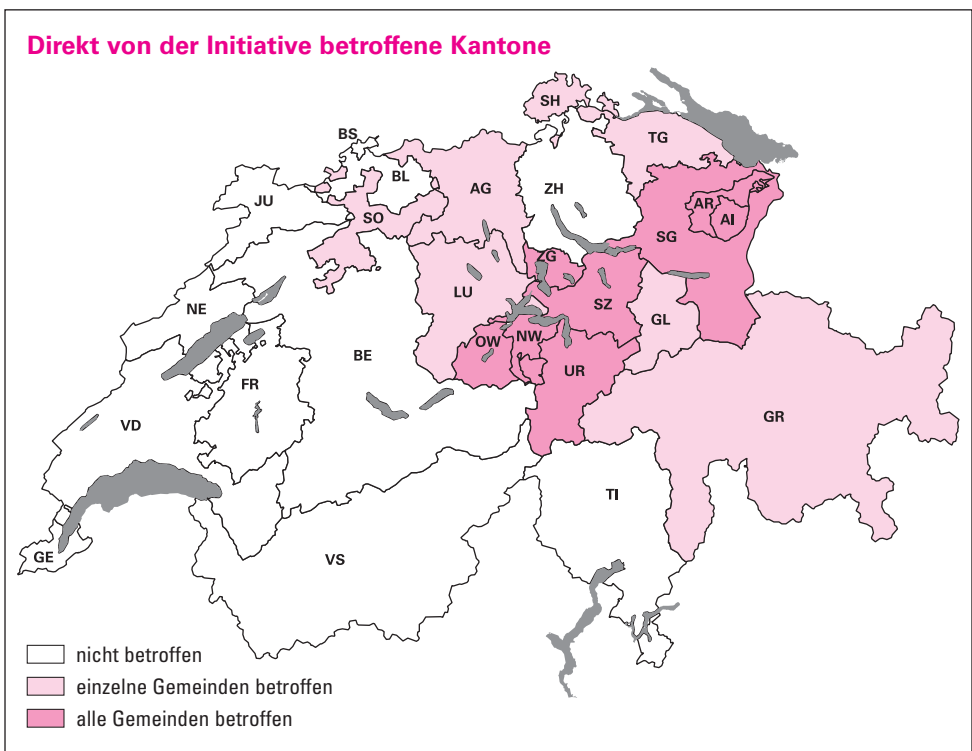 Direkt von der Initiative betroffene Kantone
SH
BS
TG
BL
AG
ZH
JU
AR
SO
AI
SG
ZG
LU
SZ
NE
GL
OW
NW
BE
UR
FR
GR
VD
TI
GE
VS
nicht betroffen
einzelne Gemeinden betroffen
alle Gemeinden betroffen